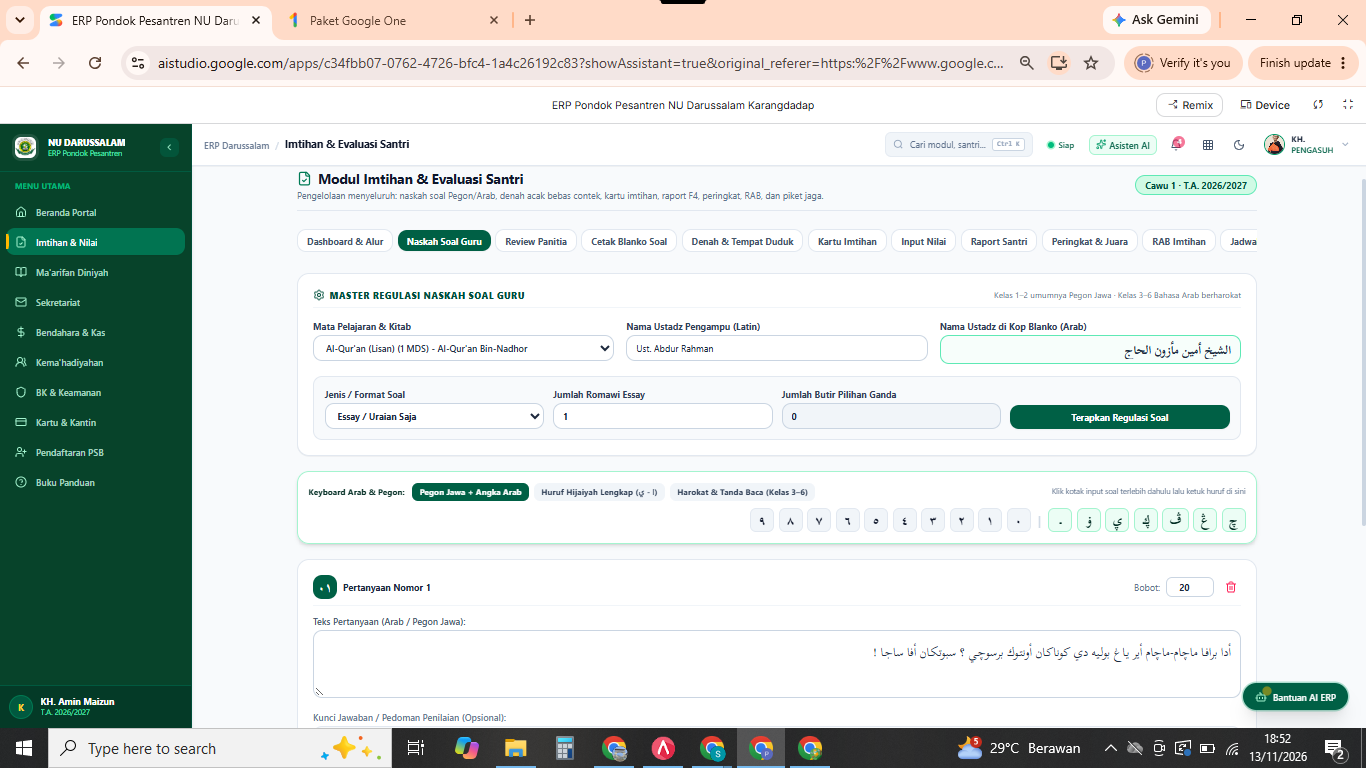 ERP Pondok Pesantren NU Daru
Paket Google One
Ask Gemini
aistudio.google.com/apps/c34fbb07-0762-4726-bfc4-1a4c26192c83?showAssistant=true&original_referer=https:%2F%2Fwww.google.c...
Verify it's you
Finish update
ERP Pondok Pesantren NU Darussalam Karangdadap
Remix
Device
NU DARUSSALAM
ERP Pondok Pesantren
ERP Darussalam / Imtihan & Evaluasi Santri
Cari modul, santri... Ctrl K
Siap
Asisten AI
KH.
PENGASUH
MENU UTAMA
Beranda Portal
Imtihan & Nilai
Ma'arifan Diniyah
Sekretariat
Bendahara & Kas
Kema'hadiyahan
BK & Keamanan
Kartu & Kantin
Pendaftaran PSB
Buku Panduan
K
KH. Amin Maizun
T.A. 2026/2027
Modul Imtihan & Evaluasi Santri
Pengelolaan menyeluruh: naskah soal Pegon/Arab, denah acak bebas contek, kartu imtihan, raport F4, peringkat, RAB, dan piket jaga.
Cawu 1 · T.A. 2026/2027
Dashboard & Alur
Naskah Soal Guru
Review Panitia
Cetak Blanko Soal
Denah & Tempat Duduk
Kartu Imtihan
Input Nilai
Raport Santri
Peringkat & Juara
RAB Imtihan
Jadwa
MASTER REGULASI NASKAH SOAL GURU
Kelas 1–2 umumnya Pegon Jawa · Kelas 3–6 Bahasa Arab berharokat
Mata Pelajaran & Kitab
Nama Ustadz Pengampu (Latin)
Nama Ustadz di Kop Blanko (Arab)
Al-Qur'an (Lisan) (1 MDS) - Al-Qur'an Bin-Nadhor
Ust. Abdur Rahman
الشيخ أمين مأزون الحاج
Jenis / Format Soal
Jumlah Romawi Essay
Jumlah Butir Pilihan Ganda
Essay / Uraian Saja
1
0
Terapkan Regulasi Soal
Keyboard Arab & Pegon:
Pegon Jawa + Angka Arab
Huruf Hijaiyah Lengkap (ا - ي)
Harokat & Tanda Baca (Kelas 3–6)
Klik kotak input soal terlebih dahulu lalu ketuk huruf di sini
٩ ٨ ٧ ٦ ٥ ٤ ٣ ٢ ١ ٠ |
٠١
Pertanyaan Nomor 1
Bobot: 20
Teks Pertanyaan (Arab / Pegon Jawa):
أدا برافا ماچام-ماچام أير ياڠ بوليه دي كوناكان أونتوك برسوچي ؟ سبوتكان أفا ساجا !
Kunci Jawaban / Pedoman Penilaian (Opsional):
Bantuan AI ERP
Type here to search
5
29°C Berawan
18:52
13/11/2026
2